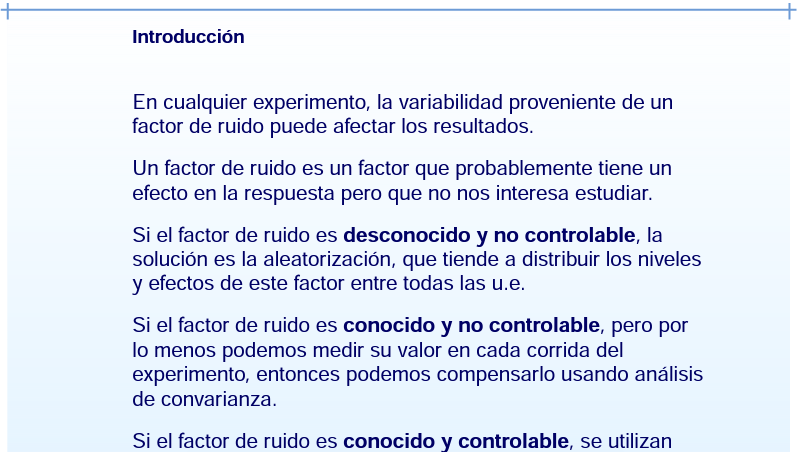 Introducción
En cualquier experimento, la variabilidad proveniente de un
factor de ruido puede afectar los resultados.
Un factor de ruido es un factor que probablemente tiene un
efecto en la respuesta pero que no nos interesa estudiar.
Si el factor de ruido es desconocido y no controlable, la
solución es la aleatorización, que tiende a distribuir los niveles
y efectos de este factor entre todas las u.e.
Si el factor de ruido es conocido y no controlable, pero por
lo menos podemos medir su valor en cada corrida del
experimento, entonces podemos compensarlo usando análisis
de convarianza.
Si el factor de ruido es conocido y controlable, se utilizan